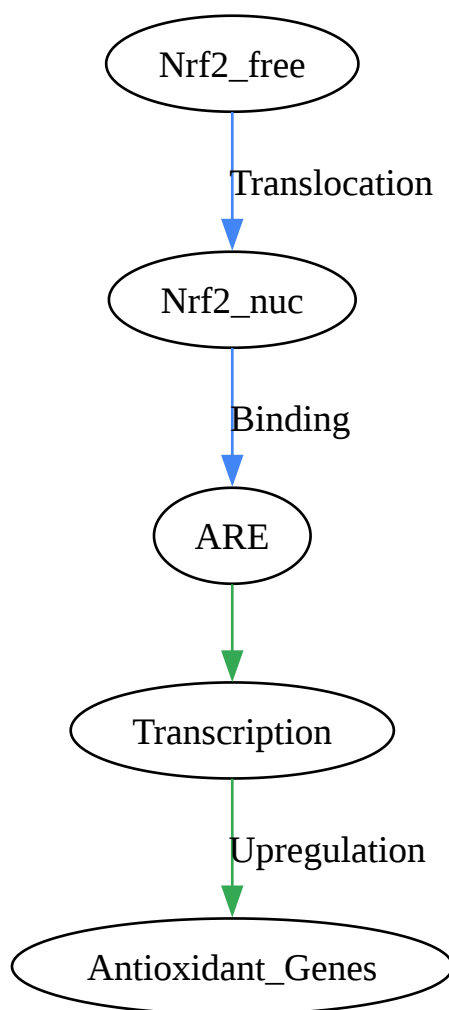 Nrf2_free
Translocation
Nrf2_nuc
Binding
ARE
Transcription
Upregulation
Antioxidant_Genes